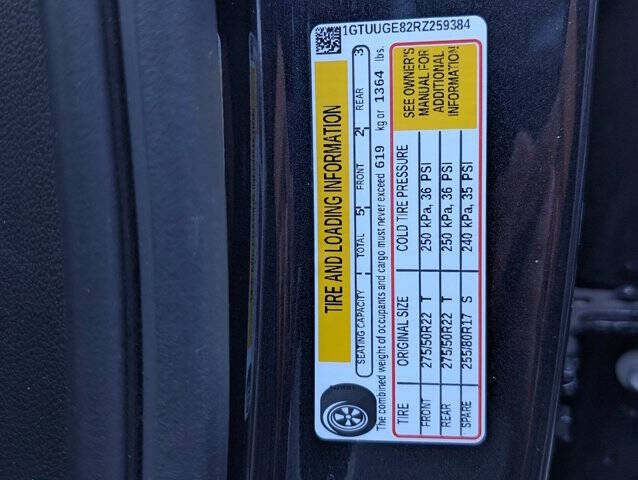 1GTUUGE82RZ259384
TIRE AND LOADING INFORMATION
SEATING CAPACITY TOTAL 5 FRONT 2 REAR 3
The combined weight of occupants and cargo must never exceed 619 kg or 1364 lbs.
TIRE ORIGINAL SIZE COLD TIRE PRESSURE
FRONT 275/50R22 T 250 kPa, 36 PSI
REAR 275/50R22 T 250 kPa, 36 PSI
SPARE 255/80R17 S 240 kPa, 35 PSI
SEE OWNER'S
MANUAL FOR
ADDITIONAL
INFORMATION